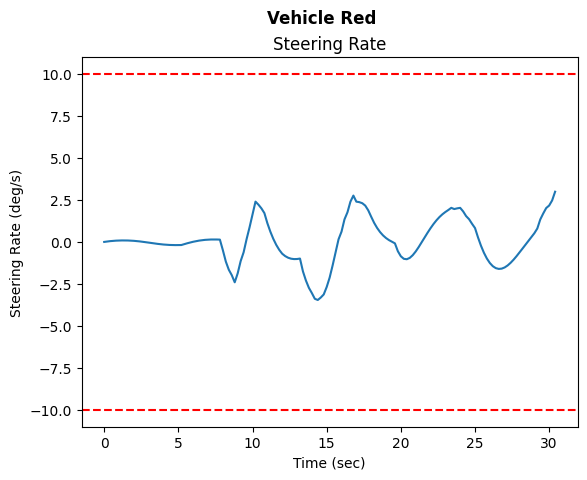 Vehicle Red
Steering Rate
10.0
7.5
5.0
2.5
0.0
−2.5
−5.0
−7.5
−10.0
Steering Rate (deg/s)
0 5 10 15 20 25 30
Time (sec)